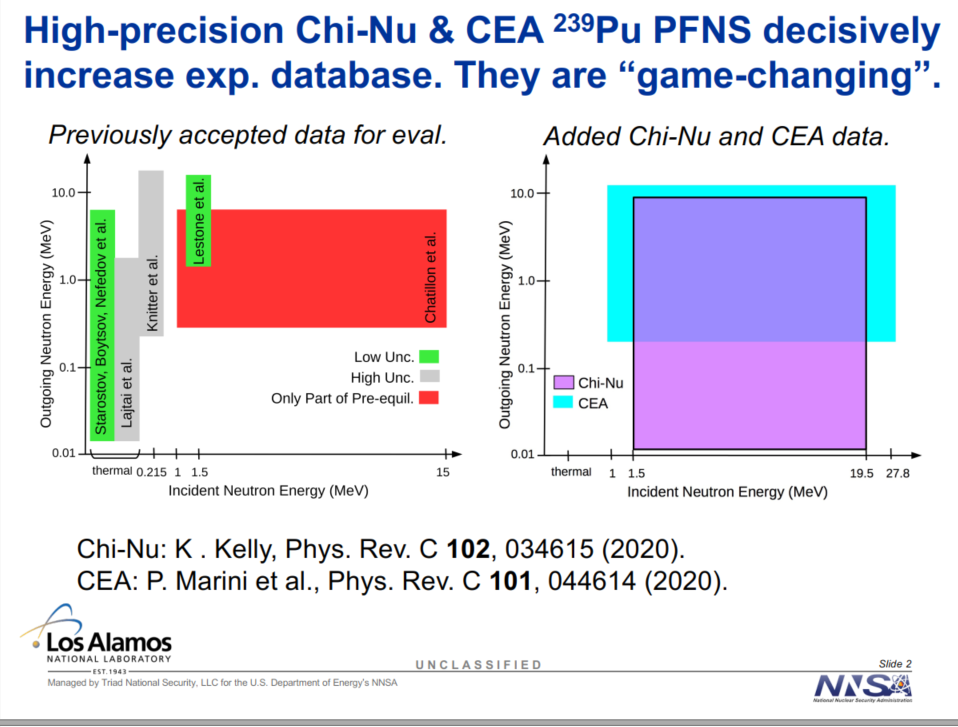 High-precision Chi-Nu & CEA ²³⁹Pu PFNS decisively
increase exp. database. They are “game-changing”.
Previously accepted data for eval.
Outgoing Neutron Energy (MeV)
10.0
1.0
0.1
0.01
Starostov, Boytsov, Nefedov et al.
Lajtai et al.
Knitter et al.
Lestone et al.
Chatillon et al.
Low Unc.
High Unc.
Only Part of Pre-equil.
thermal 0.215 1 1.5 15
Incident Neutron Energy (MeV)
Added Chi-Nu and CEA data.
Outgoing Neutron Energy (MeV)
10.0
1.0
0.1
0.01
Chi-Nu
CEA
thermal 1 1.5 19.5 27.8
Incident Neutron Energy (MeV)
Chi-Nu: K . Kelly, Phys. Rev. C 102, 034615 (2020).
CEA: P. Marini et al., Phys. Rev. C 101, 044614 (2020).
Los Alamos
NATIONAL LABORATORY
EST.1943
Managed by Triad National Security, LLC for the U.S. Department of Energy's NNSA
UNCLASSIFIED
Slide 2
NNSA
National Nuclear Security Administration